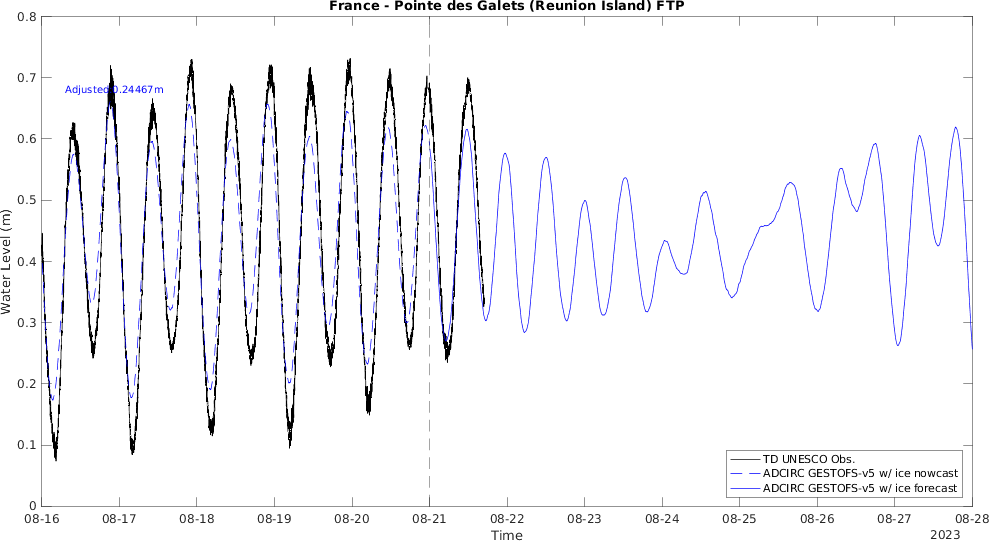 France - Pointe des Galets (Reunion Island) FTP
0.8
0.7
0.6
0.5
0.4
0.3
0.2
0.1
0
Water Level (m)
Adjusted 0.24467m
TD UNESCO Obs.
ADCIRC GESTOFS-v5 w/ ice nowcast
ADCIRC GESTOFS-v5 w/ ice forecast
08-16 08-17 08-18 08-19 08-20 08-21 08-22 08-23 08-24 08-25 08-26 08-27 08-28
Time
2023